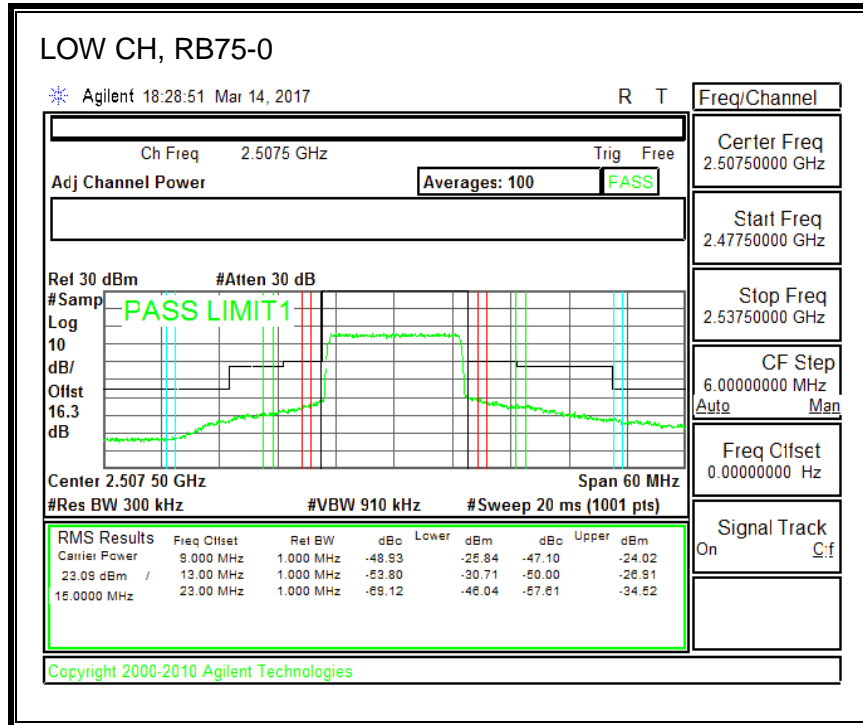 LOW CH, RB75-0
Agilent 18:28:51 Mar 14, 2017 R T
Freq/Channel
Ch Freq 2.5075 GHz Trig Free
Adj Channel Power Averages: 100 PASS
Center Freq
2.50750000 GHz
Start Freq
2.47750000 GHz
Stop Freq
2.53750000 GHz
CF Step
6.00000000 MHz
Auto Man
Freq Offset
0.00000000 Hz
Signal Track
On Off
Ref 30 dBm #Atten 30 dB
#Samp
Log
10
dB/
Offst
16.3
dB
PASS LIMIT1
Center 2.507 50 GHz Span 60 MHz
#Res BW 300 kHz #VBW 910 kHz #Sweep 20 ms (1001 pts)
RMS Results Freq Offset Ref BW dBc Lower dBm dBc Upper dBm
Carrier Power 9.000 MHz 1.000 MHz -48.93 -25.84 -47.10 -24.02
23.09 dBm / 13.00 MHz 1.000 MHz -53.80 -30.71 -50.00 -26.91
15.0000 MHz 23.00 MHz 1.000 MHz -69.12 -46.04 -57.61 -34.52
Copyright 2000-2010 Agilent Technologies